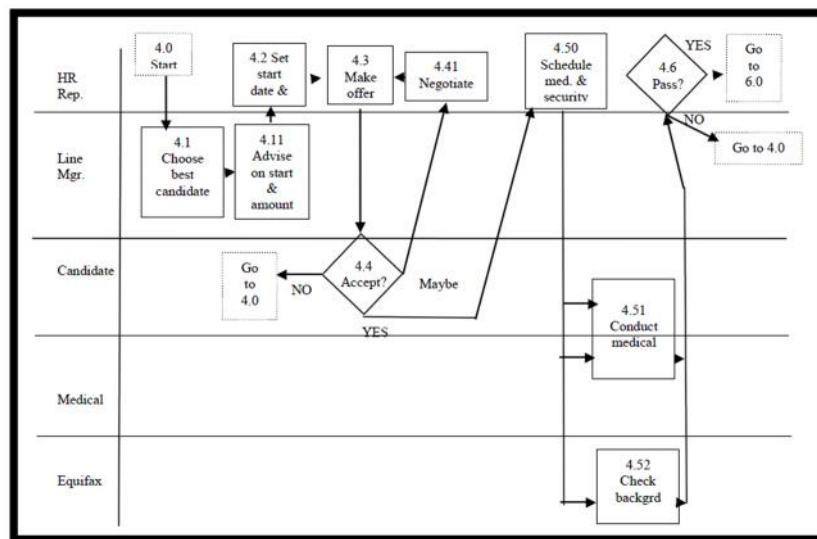 HR
Rep.
4.0
Start
4.2 Set
start
date &
4.3
Make
offer
4.41
Negotiate
4.50
Schedule
med. &
security
4.6
Pass?
YES
Go
to
6.0
NO
Go to 4.0
Line
Mgr.
4.1
Choose
best
candidate
4.11
Advise
on start
&
amount
Candidate
Go
to
4.0
NO
4.4
Accept?
Maybe
YES
4.51
Conduct
medical
Medical
Equifax
4.52
Check
backgrd